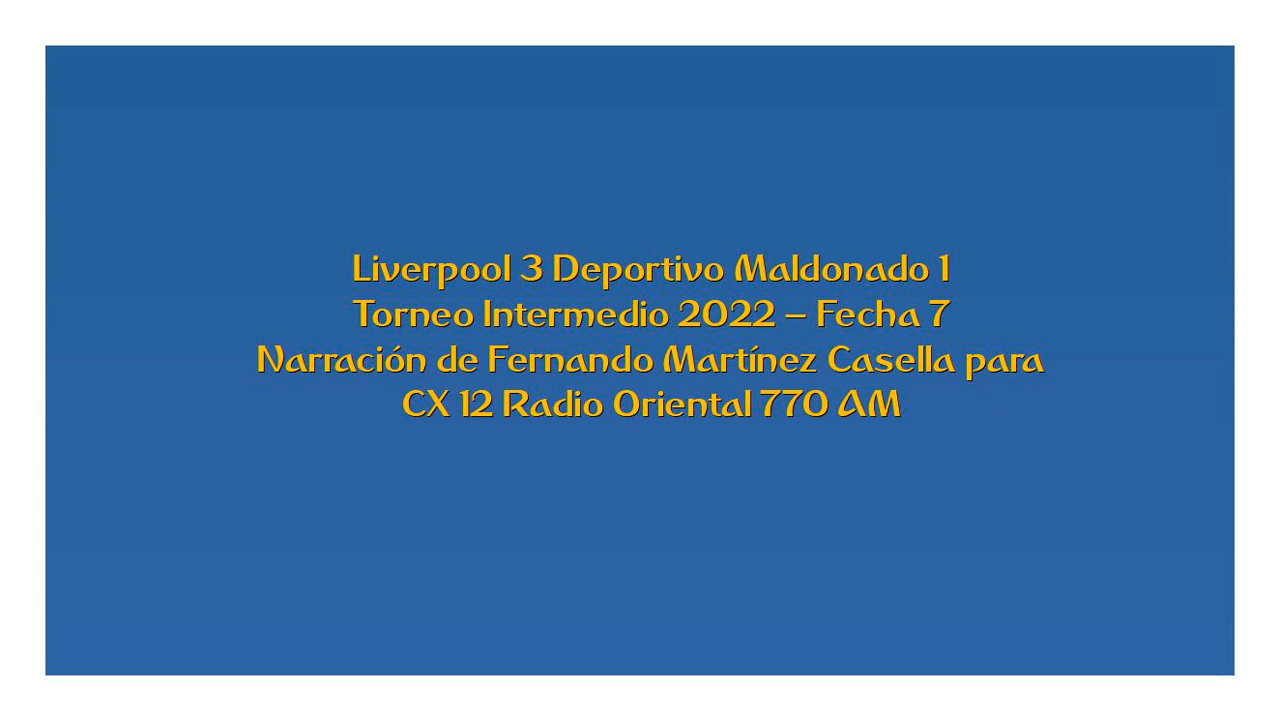 Liverpool 3 Deportivo Maldonado 1
Torneo Intermedio 2022 – Fecha 7
Narración de Fernando Martínez Casella para
CX 12 Radio Oriental 770 AM